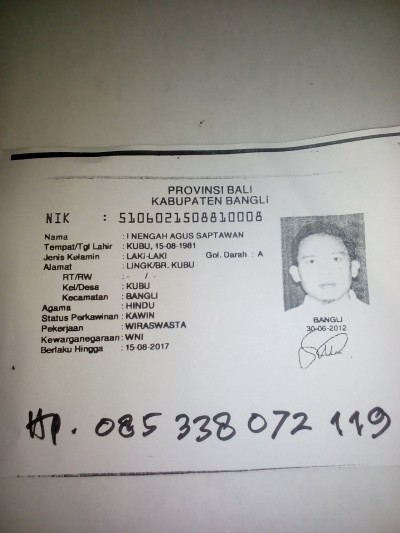 PROVINSI BALI
KABUPATEN BANGLI
NIK : 5106021508810008
Nama : I NENGAH AGUS SAPTAWAN
Tempat/Tgl Lahir : KUBU, 15-08-1981
Jenis Kelamin : LAKI-LAKI Gol. Darah : A
Alamat : LINGK/BR. KUBU
RT/RW : - / -
Kel/Desa : KUBU
Kecamatan : BANGLI
Agama : HINDU
Status Perkawinan : KAWIN
Pekerjaan : WIRASWASTA
Kewarganegaraan : WNI
Berlaku Hingga : 15-08-2017
BANGLI
30-06-2012
Hp. 085 338 072 119